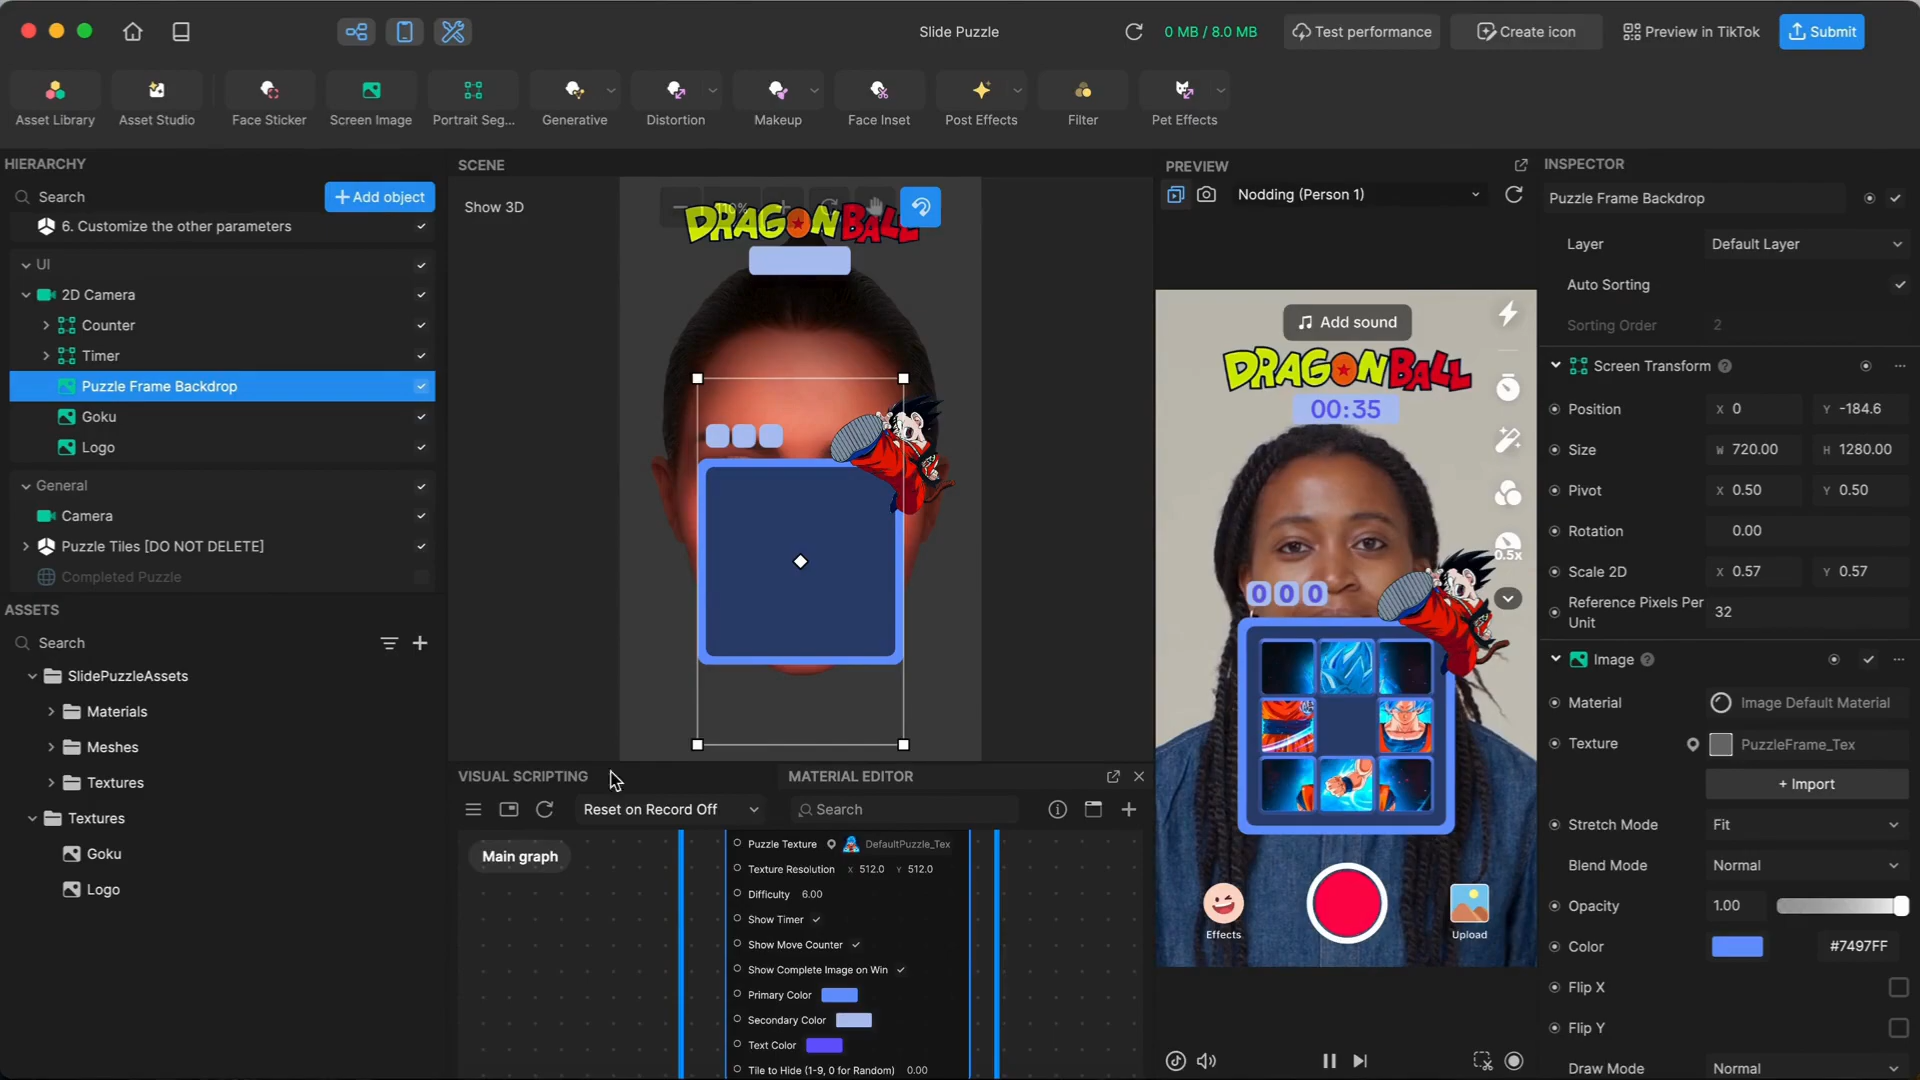 Slide Puzzle
0 MB / 8.0 MB
Test performance
Create icon
Preview in TikTok
Submit
Asset Library
Asset Studio
Face Sticker
Screen Image
Portrait Seg...
Generative
Distortion
Makeup
Face Inset
Post Effects
Filter
Pet Effects
HIERARCHY
Search
+ Add object
6. Customize the other parameters
UI
2D Camera
Counter
Timer
Puzzle Frame Backdrop
Goku
Logo
General
Camera
Puzzle Tiles [DO NOT DELETE]
Completed Puzzle
ASSETS
Search
SlidePuzzleAssets
Materials
Meshes
Textures
Textures
Goku
Logo
SCENE
Show 3D
DRAGON BALL
VISUAL SCRIPTING
MATERIAL EDITOR
Reset on Record Off
Search
Main graph
Puzzle Texture DefaultPuzzle_Tex
Texture Resolution X 512.0 Y 512.0
Difficulty 6.00
Show Timer
Show Move Counter
Show Complete Image on Win
Primary Color
Secondary Color
Text Color
Tile to Hide (1-9, 0 for Random) 0.00
PREVIEW
Nodding (Person 1)
Add sound
DRAGON BALL
00:35
0.5x
0 0 0
Effects
Upload
INSPECTOR
Puzzle Frame Backdrop
Layer Default Layer
Auto Sorting
Sorting Order 2
Screen Transform
Position X 0 Y -184.6
Size W 720.00 H 1280.00
Pivot X 0.50 Y 0.50
Rotation 0.00
Scale 2D X 0.57 Y 0.57
Reference Pixels Per
Unit 32
Image
Material Image Default Material
Texture PuzzleFrame_Tex
+ Import
Stretch Mode Fit
Blend Mode Normal
Opacity 1.00
Color #7497FF
Flip X
Flip Y
Draw Mode Normal